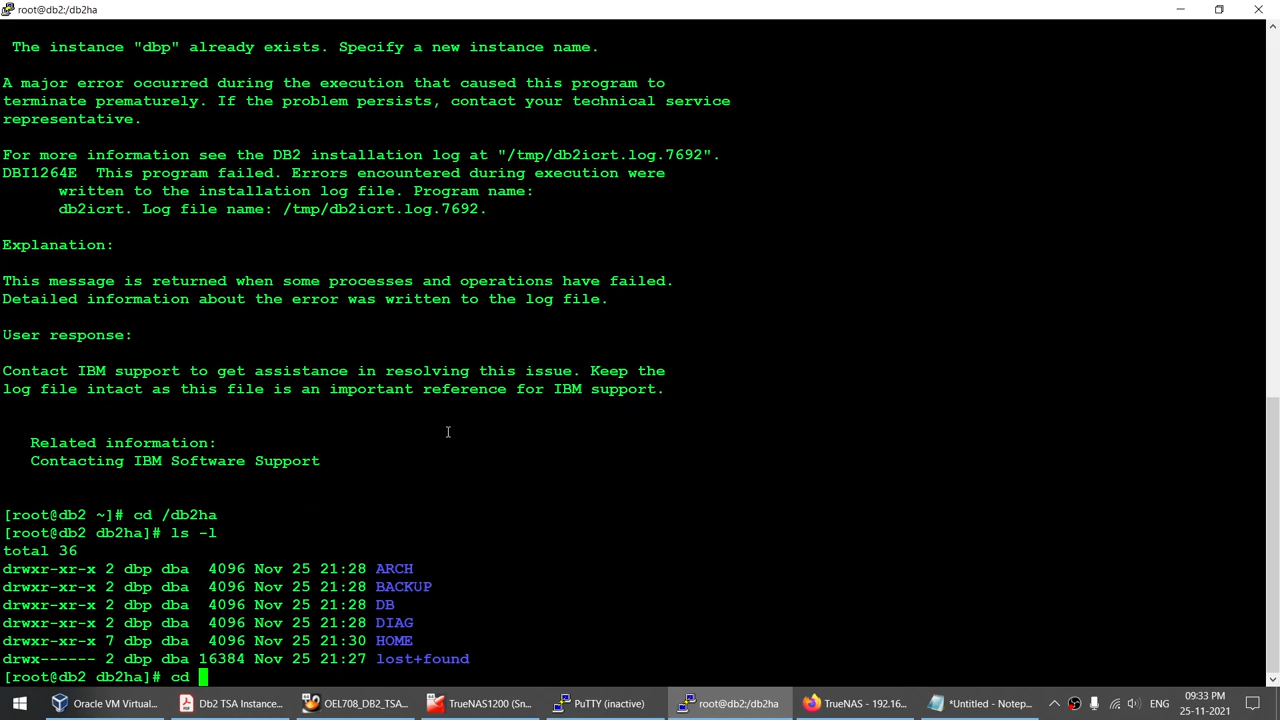 root@db2:/db2ha
The instance "dbp" already exists. Specify a new instance name.
A major error occurred during the execution that caused this program to
terminate prematurely. If the problem persists, contact your technical service
representative.
For more information see the DB2 installation log at "/tmp/db2icrt.log.7692".
DBI1264E  This program failed. Errors encountered during execution were
written to the installation log file. Program name:
db2icrt. Log file name: /tmp/db2icrt.log.7692.
Explanation:
This message is returned when some processes and operations have failed.
Detailed information about the error was written to the log file.
User response:
Contact IBM support to get assistance in resolving this issue. Keep the
log file intact as this file is an important reference for IBM support.
Related information:
Contacting IBM Software Support
[root@db2 ~]# cd /db2ha
[root@db2 db2ha]# ls -l
total 36
drwxr-xr-x 2 dbp dba  4096 Nov 25 21:28 ARCH
drwxr-xr-x 2 dbp dba  4096 Nov 25 21:28 BACKUP
drwxr-xr-x 2 dbp dba  4096 Nov 25 21:28 DB
drwxr-xr-x 2 dbp dba  4096 Nov 25 21:28 DIAG
drwxr-xr-x 7 dbp dba  4096 Nov 25 21:30 HOME
drwx------ 2 dbp dba 16384 Nov 25 21:27 lost+found
[root@db2 db2ha]# cd
Oracle VM Virtual...
Db2 TSA Instance...
OEL708_DB2_TSA...
TrueNAS1200 (Sn...
PuTTY (inactive)
root@db2:/db2ha
TrueNAS - 192.16...
*Untitled - Notep...
ENG
09:33 PM
25-11-2021